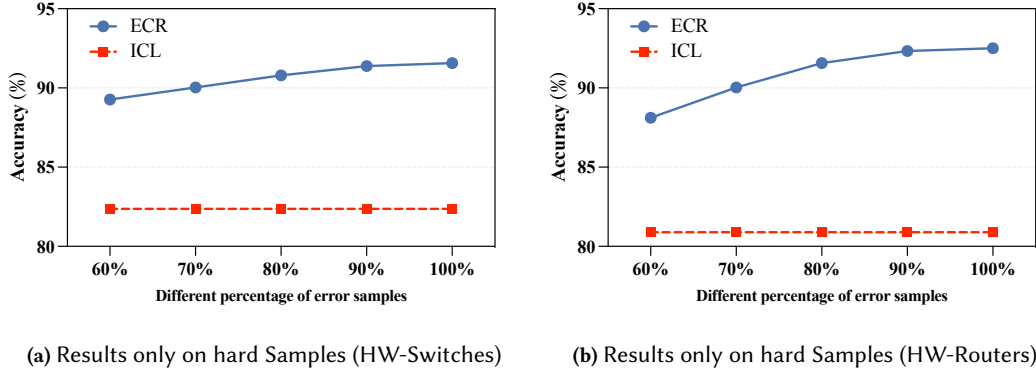 95
90
85
80
Accuracy (%)
ECR
ICL
60% 70% 80% 90% 100%
Different percentage of error samples
(a) Results only on hard Samples (HW-Switches)
95
90
85
80
Accuracy (%)
ECR
ICL
60% 70% 80% 90% 100%
Different percentage of error samples
(b) Results only on hard Samples (HW-Routers)